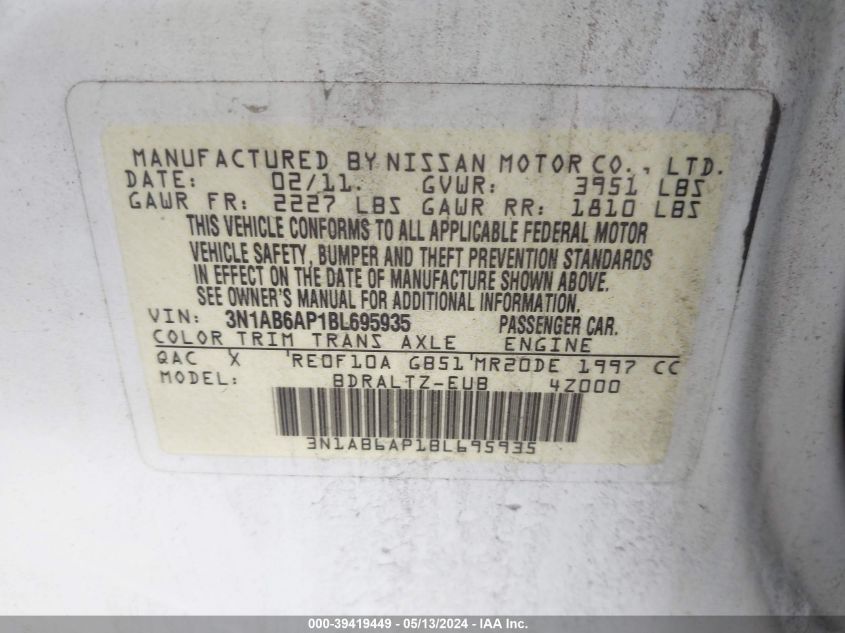 MANUFACTURED BY NISSAN MOTOR CO., LTD.
DATE: 02/11. GVWR: 3951 LBS
GAWR FR: 2227 LBS GAWR RR: 1810 LBS
THIS VEHICLE CONFORMS TO ALL APPLICABLE FEDERAL MOTOR
VEHICLE SAFETY, BUMPER AND THEFT PREVENTION STANDARDS
IN EFFECT ON THE DATE OF MANUFACTURE SHOWN ABOVE.
SEE OWNER'S MANUAL FOR ADDITIONAL INFORMATION.
VIN: 3N1AB6AP1BL695935 PASSENGER CAR.
COLOR TRIM TRANS AXLE ENGINE
QAC X RE0F10A GB51 MR20DE 1997 CC
MODEL: BDRALTZ-EUB 4Z000
3N1AB6AP1BL695935
000-39419449 - 05/13/2024 - IAA Inc.